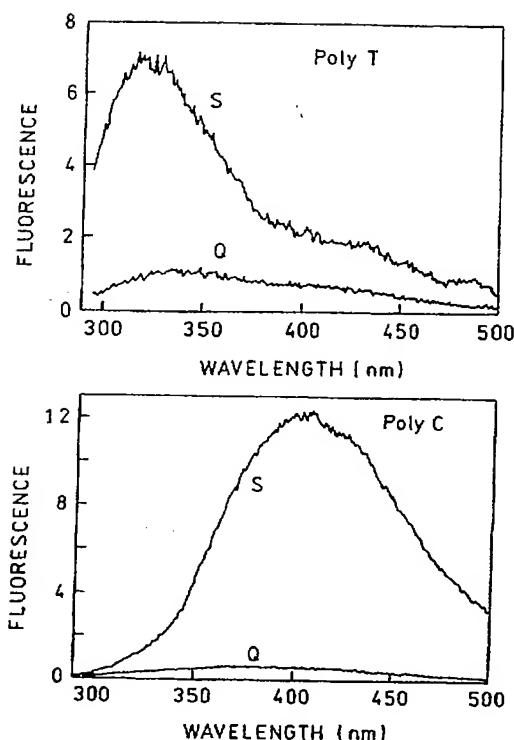 8
6
4
2
0
FLUORESCENCE
Poly T
S
Q
300 350 400 450 500
WAVELENGTH (nm)
12
8
4
0
FLUORESCENCE
Poly C
S
Q
300 350 400 450 500
WAVELENGTH (nm)